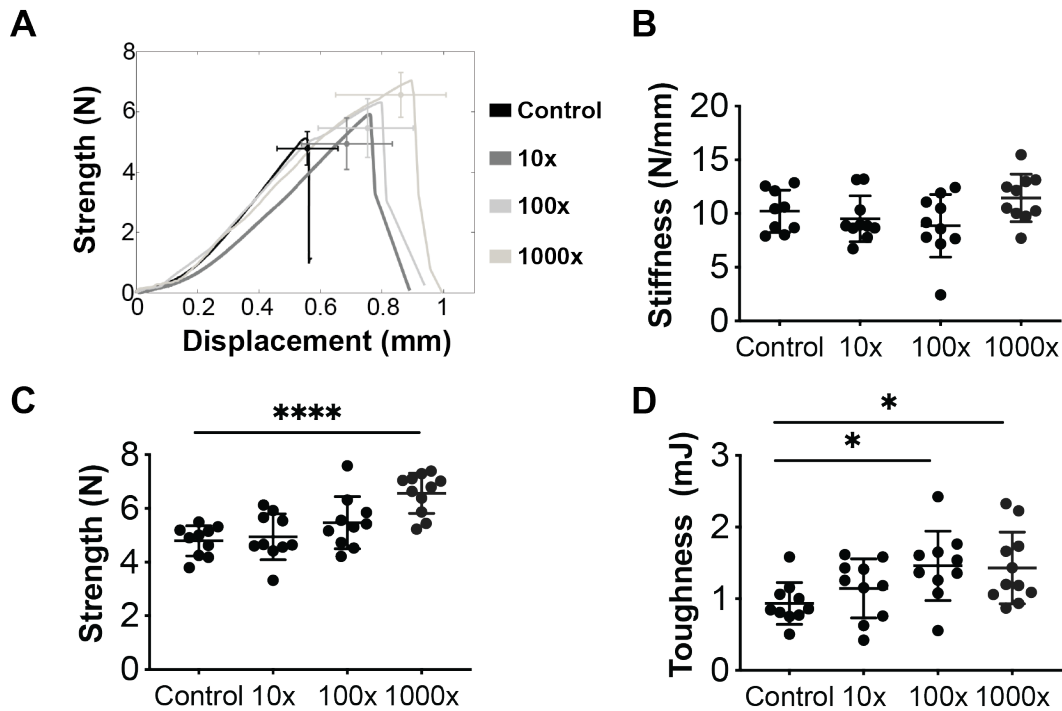 A
8
6
4
2
0
Strength (N)
0 0.2 0.4 0.6 0.8 1
Displacement (mm)
Control
10x
100x
1000x
B
20
15
10
5
0
Stiffness (N/mm)
Control 10x 100x 1000x
C
****
8
6
4
2
0
Strength (N)
Control 10x 100x 1000x
D
*
*
3
2
1
0
Toughness (mJ)
Control 10x 100x 1000x